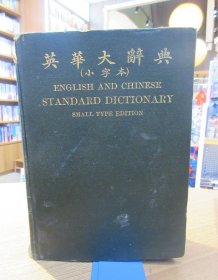 英華大辭典
(小字本)
ENGLISH AND CHINESE
STANDARD DICTIONARY
SMALL TYPE EDITION